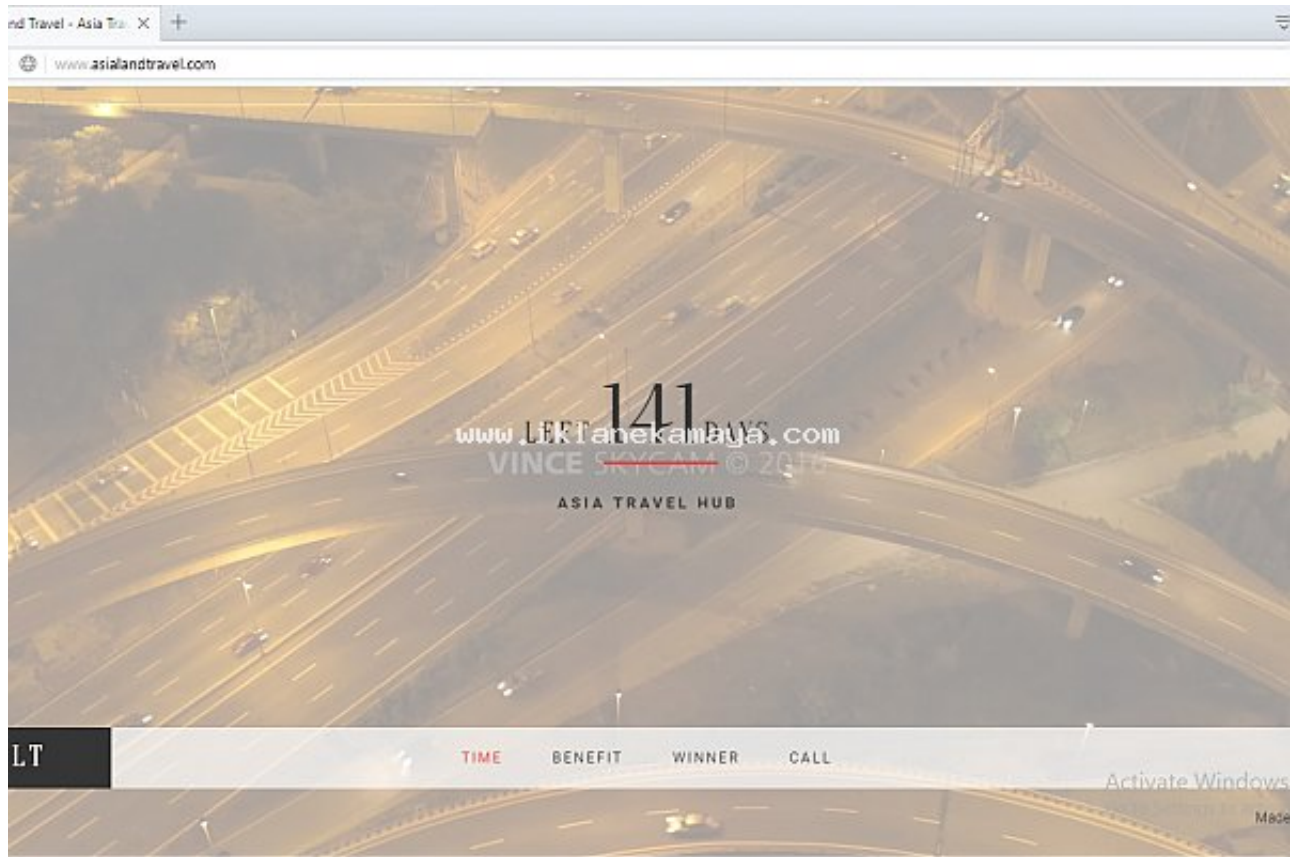 nd Travel - Asia Tra
www.asialandtravel.com
LEFT 141 DAYS
www.iklanekamaya.com
VINCE SKYCAM © 2016
ASIA TRAVEL HUB
LT
TIME BENEFIT WINNER CALL
Activate Windows
Made